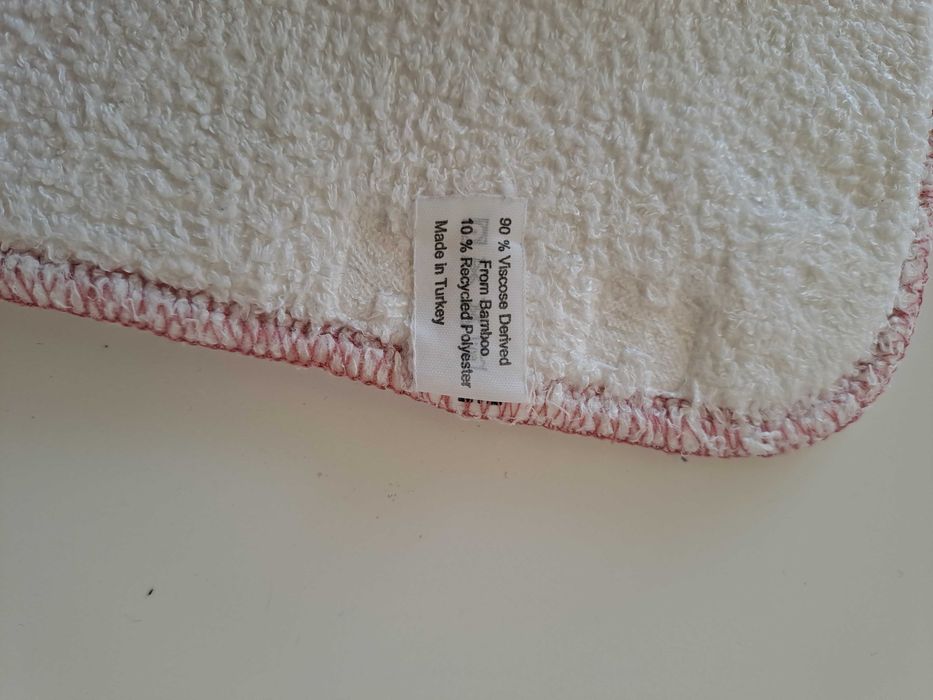 90 % Viscose Derived
From Bamboo
10 % Recycled Polyester
Made in Turkey